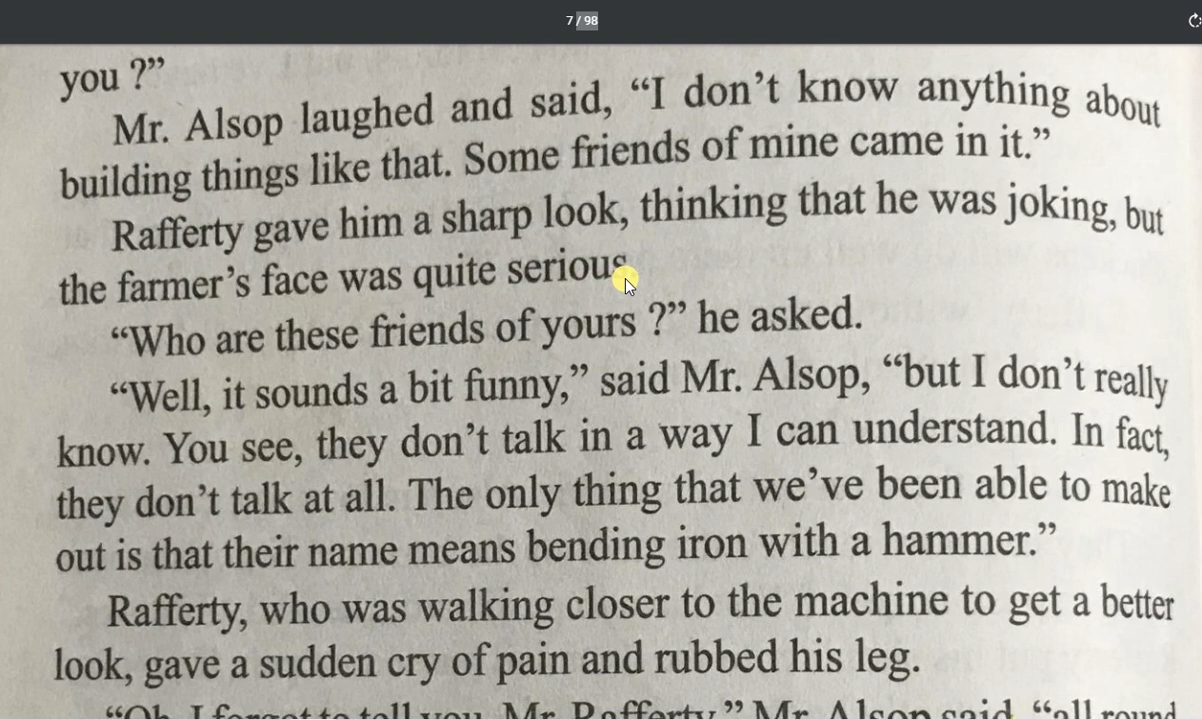 7 / 98
you ?”
Mr. Alsop laughed and said, “I don’t know anything about
building things like that. Some friends of mine came in it.”
Rafferty gave him a sharp look, thinking that he was joking, but
the farmer’s face was quite serious
“Who are these friends of yours ?” he asked.
“Well, it sounds a bit funny,” said Mr. Alsop, “but I don’t really
know. You see, they don’t talk in a way I can understand. In fact,
they don’t talk at all. The only thing that we’ve been able to make
out is that their name means bending iron with a hammer.”
Rafferty, who was walking closer to the machine to get a better
look, gave a sudden cry of pain and rubbed his leg.
“Oh, I forgot to tell you, Mr. Rafferty,” Mr. Alsop said, “all round